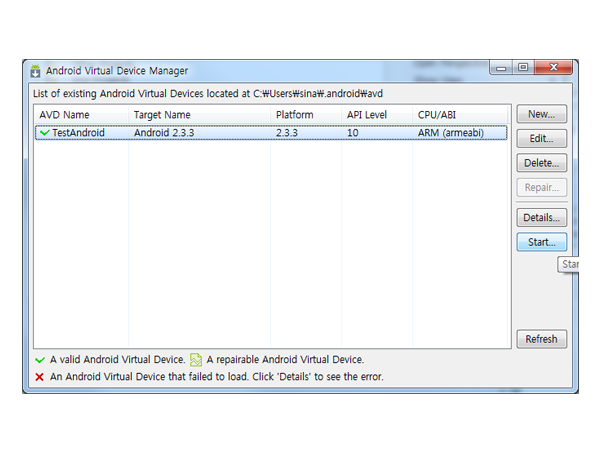 Android Virtual Device Manager
List of existing Android Virtual Devices located at C:₩Users₩sina₩.android₩avd
AVD Name Target Name Platform API Level CPU/ABI
TestAndroid Android 2.3.3 2.3.3 10 ARM (armeabi)
New...
Edit...
Delete...
Repair...
Details...
Start...
Star
Refresh
A valid Android Virtual Device. A repairable Android Virtual Device.
An Android Virtual Device that failed to load. Click 'Details' to see the error.